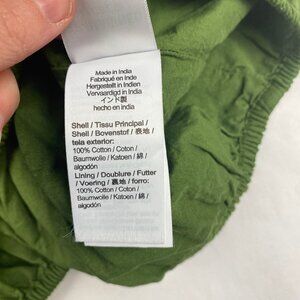 Made in India
Fabriqué en Inde
Hergestellt in Indien
Vervaardigd in India
インド製
hecho en India
Shell / Tissu Principal /
Shell / Bovenstof / 表地 /
tela exterior:
100% Cotton / Coton /
Baumwolle / Katoen / 綿 /
algodón
Lining / Doublure / Futter
/ Voering / 裏地 / forro:
100% Cotton / Coton /
Baumwolle / Katoen / 綿 /
algodón